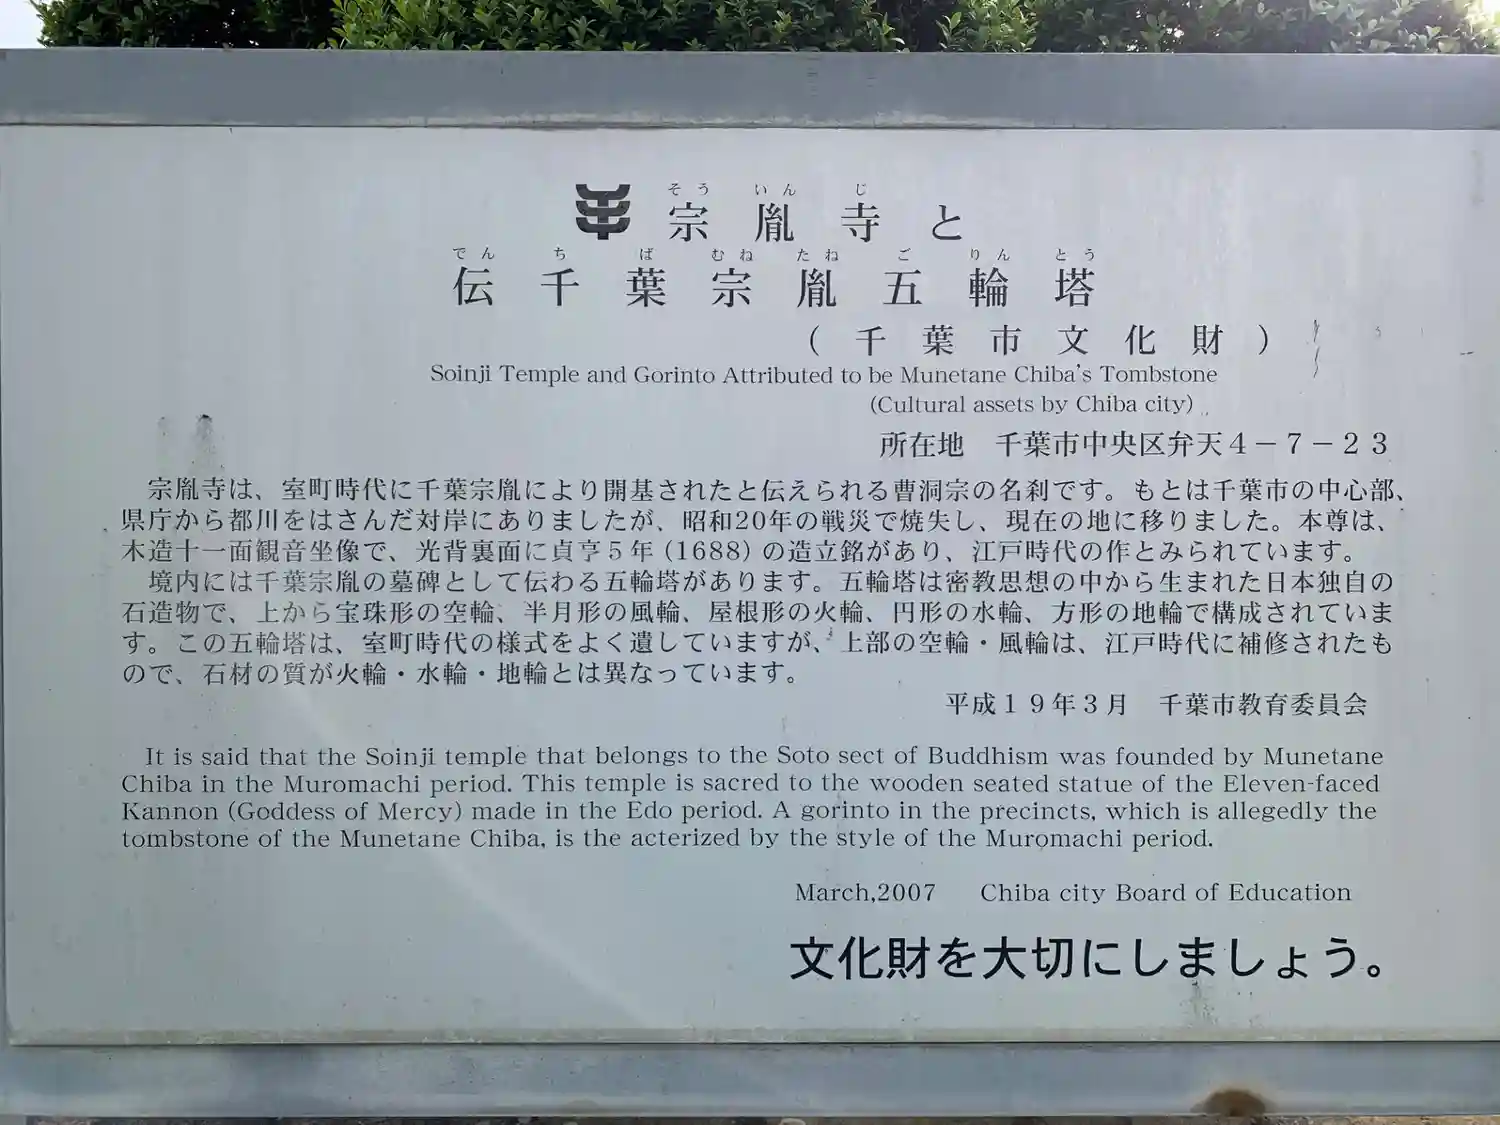 そう いん じ
宗胤寺と
でん ち ば むね たね ご りん とう
伝千葉宗胤五輪塔
(千葉市文化財)
Soinji Temple and Gorinto Attributed to be Munetane Chiba's Tombstone
(Cultural assets by Chiba city)
所在地 千葉市中央区弁天4-7-23
宗胤寺は、室町時代に千葉宗胤により開基されたと伝えられる曹洞宗の名刹です。もとは千葉市の中心部、
県庁から都川をはさんだ対岸にありましたが、昭和20年の戦災で焼失し、現在の地に移りました。本尊は、
木造十一面観音坐像で、光背裏面に貞亨5年(1688)の造立銘があり、江戸時代の作とみられています。
境内には千葉宗胤の墓碑として伝わる五輪塔があります。五輪塔は密教思想の中から生まれた日本独自の
石造物で、上から宝珠形の空輪、半月形の風輪、屋根形の火輪、円形の水輪、方形の地輪で構成されていま
す。この五輪塔は、室町時代の様式をよく遺していますが、上部の空輪・風輪は、江戸時代に補修されたも
ので、石材の質が火輪・水輪・地輪とは異なっています。
平成19年3月 千葉市教育委員会
It is said that the Soinji temple that belongs to the Soto sect of Buddhism was founded by Munetane
Chiba in the Muromachi period. This temple is sacred to the wooden seated statue of the Eleven-faced
Kannon (Goddess of Mercy) made in the Edo period. A gorinto in the precincts, which is allegedly the
tombstone of the Munetane Chiba, is the acterized by the style of the Muromachi period.
March,2007 Chiba city Board of Education
文化財を大切にしましょう。